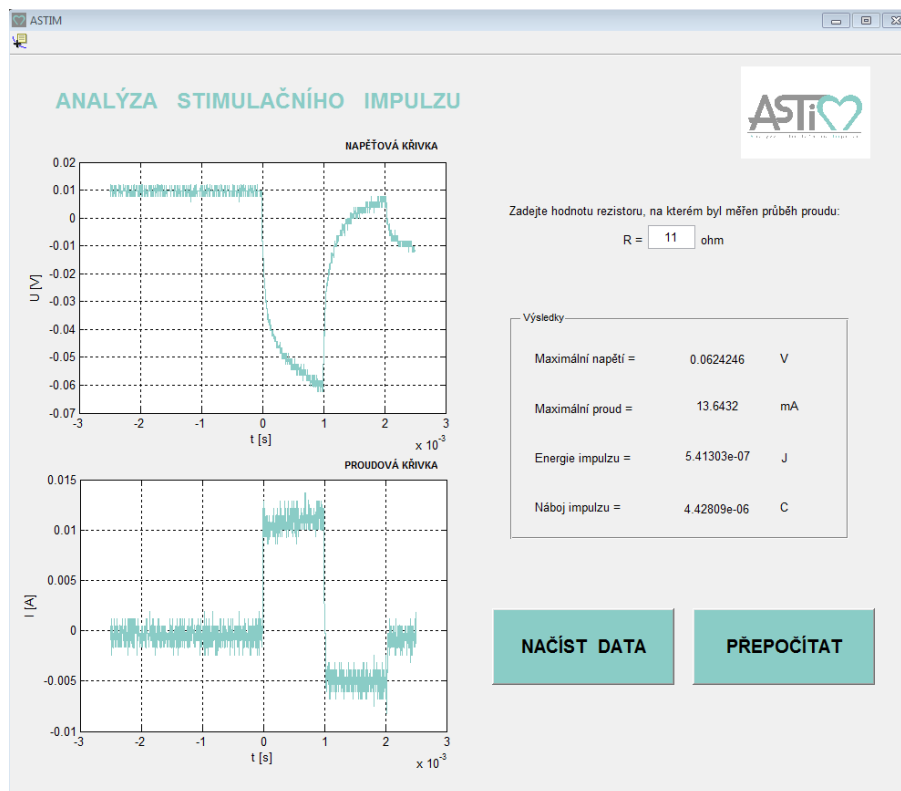 ASTIM
ANALÝZA STIMULAČNÍHO IMPULZU
ASTi
NAPĚŤOVÁ KŘIVKA
0.02
0.01
0
-0.01
-0.02
-0.03
-0.04
-0.05
-0.06
-0.07
U [V]
-3 -2 -1 0 1 2 3
t [s]
x 10-3
PROUDOVÁ KŘIVKA
0.015
0.01
0.005
0
-0.005
-0.01
I [A]
-3 -2 -1 0 1 2 3
t [s]
x 10-3
Zadejte hodnotu rezistoru, na kterém byl měřen průběh proudu:
R = 11 ohm
Výsledky
Maximální napětí = 0.0624246 V
Maximální proud = 13.6432 mA
Energie impulzu = 5.41303e-07 J
Náboj impulzu = 4.42809e-06 C
NAČÍST DATA PŘEPOČÍTAT